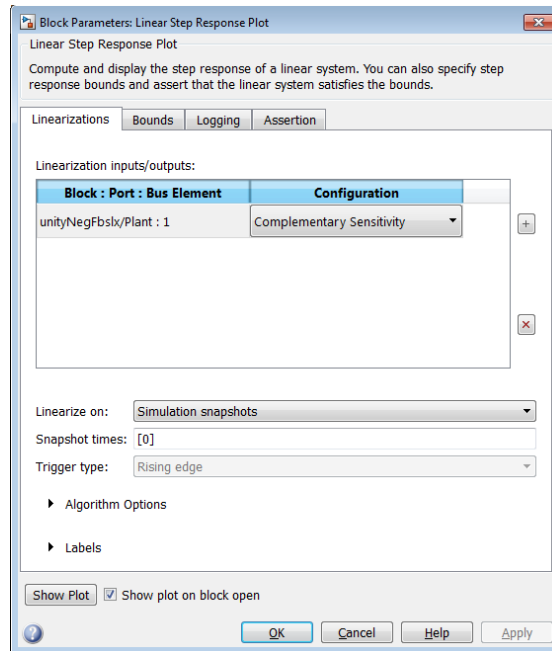 Block Parameters: Linear Step Response Plot
Linear Step Response Plot
Compute and display the step response of a linear system. You can also specify step
response bounds and assert that the linear system satisfies the bounds.
Linearizations Bounds Logging Assertion
Linearization inputs/outputs:
Block : Port : Bus Element Configuration
unityNegFbslx/Plant : 1 Complementary Sensitivity
Linearize on: Simulation snapshots
Snapshot times: [0]
Trigger type: Rising edge
Algorithm Options
Labels
Show Plot Show plot on block open
OK Cancel Help Apply